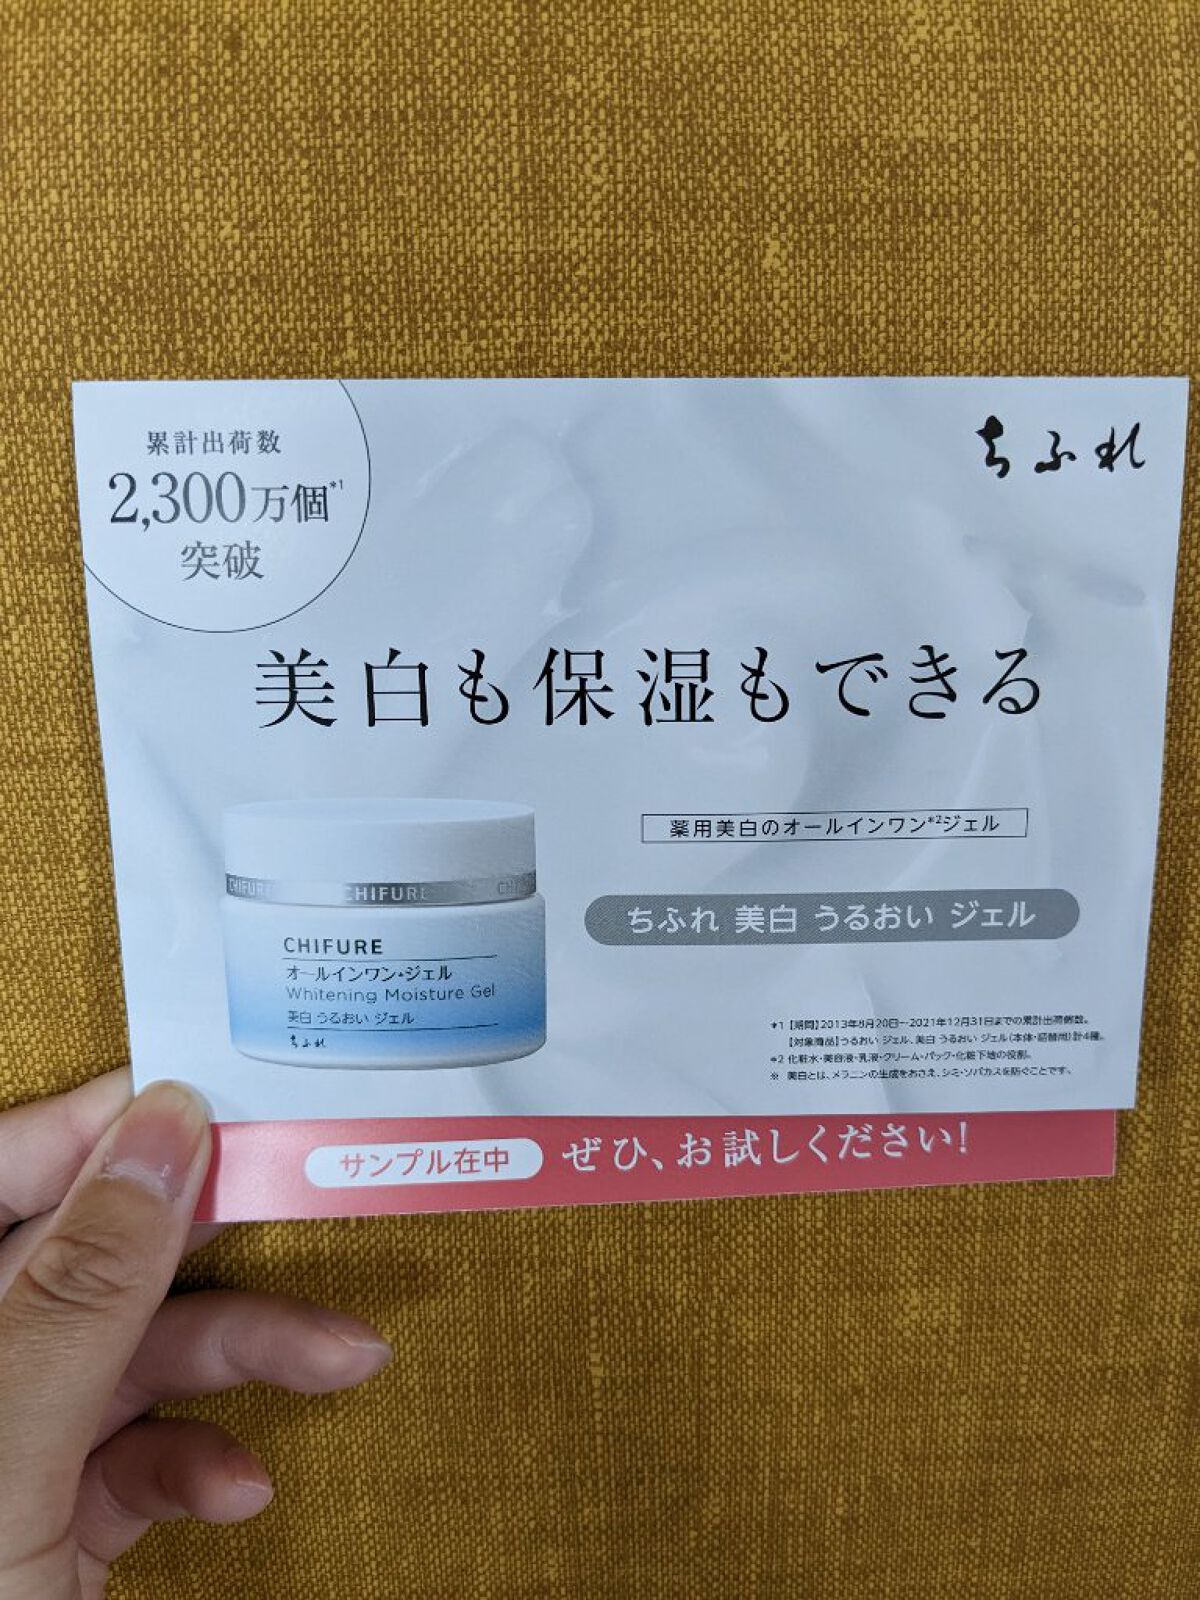 累計出荷数
2,300万個*1
突破
ちふれ
美白も保湿もできる
薬用美白のオールインワン*2ジェル
ちふれ 美白 うるおい ジェル
CHIFURE
CHIFURE
オールインワン・ジェル
Whitening Moisture Gel
美白 うるおい ジェル
ちふれ
*1【期間】2013年8月20日〜2021年12月31日までの累計出荷個数。
【対象商品】うるおい ジェル、美白 うるおい ジェル(本体・詰替用)計4種。
*2 化粧水・美容液・乳液・クリーム・パック・化粧下地の役割。
※ 美白とは、メラニンの生成をおさえ、シミ・ソバカスを防ぐことです。
サンプル在中 ぜひ、お試しください!